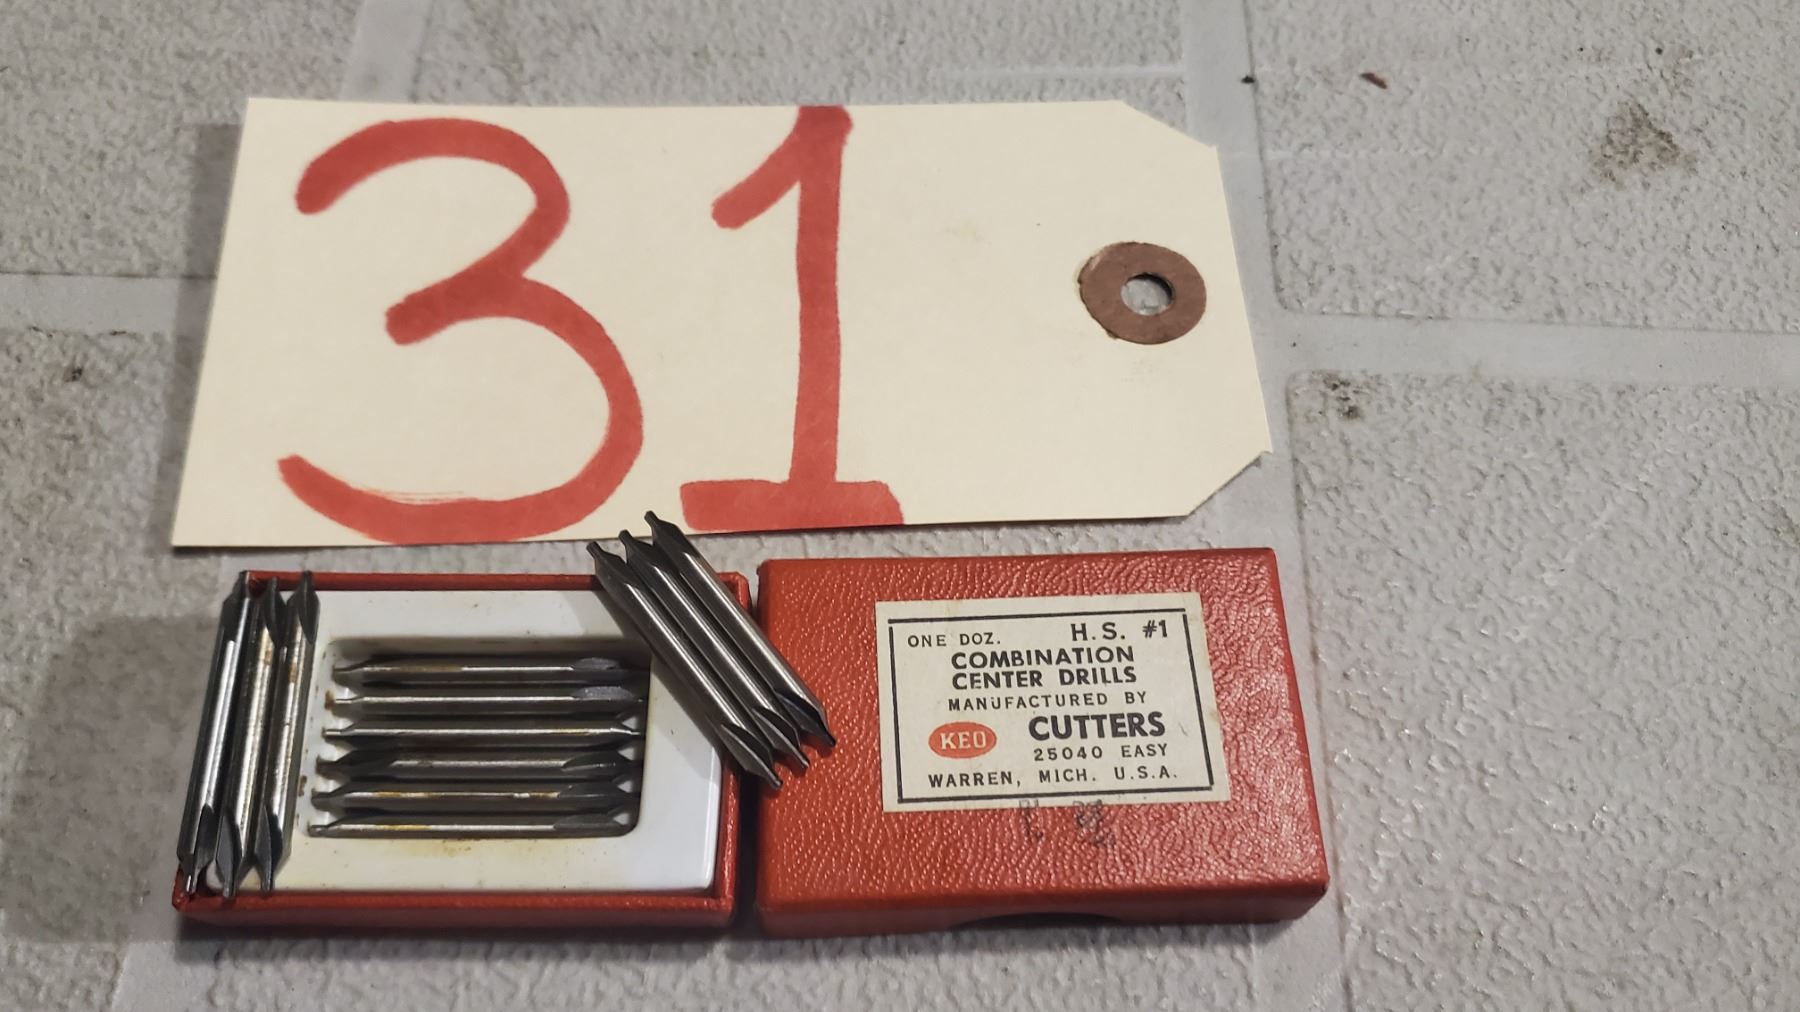 31
ONE DOZ. H.S. #1
COMBINATION
CENTER DRILLS
MANUFACTURED BY
KEO CUTTERS
25040 EASY
WARREN, MICH. U.S.A.